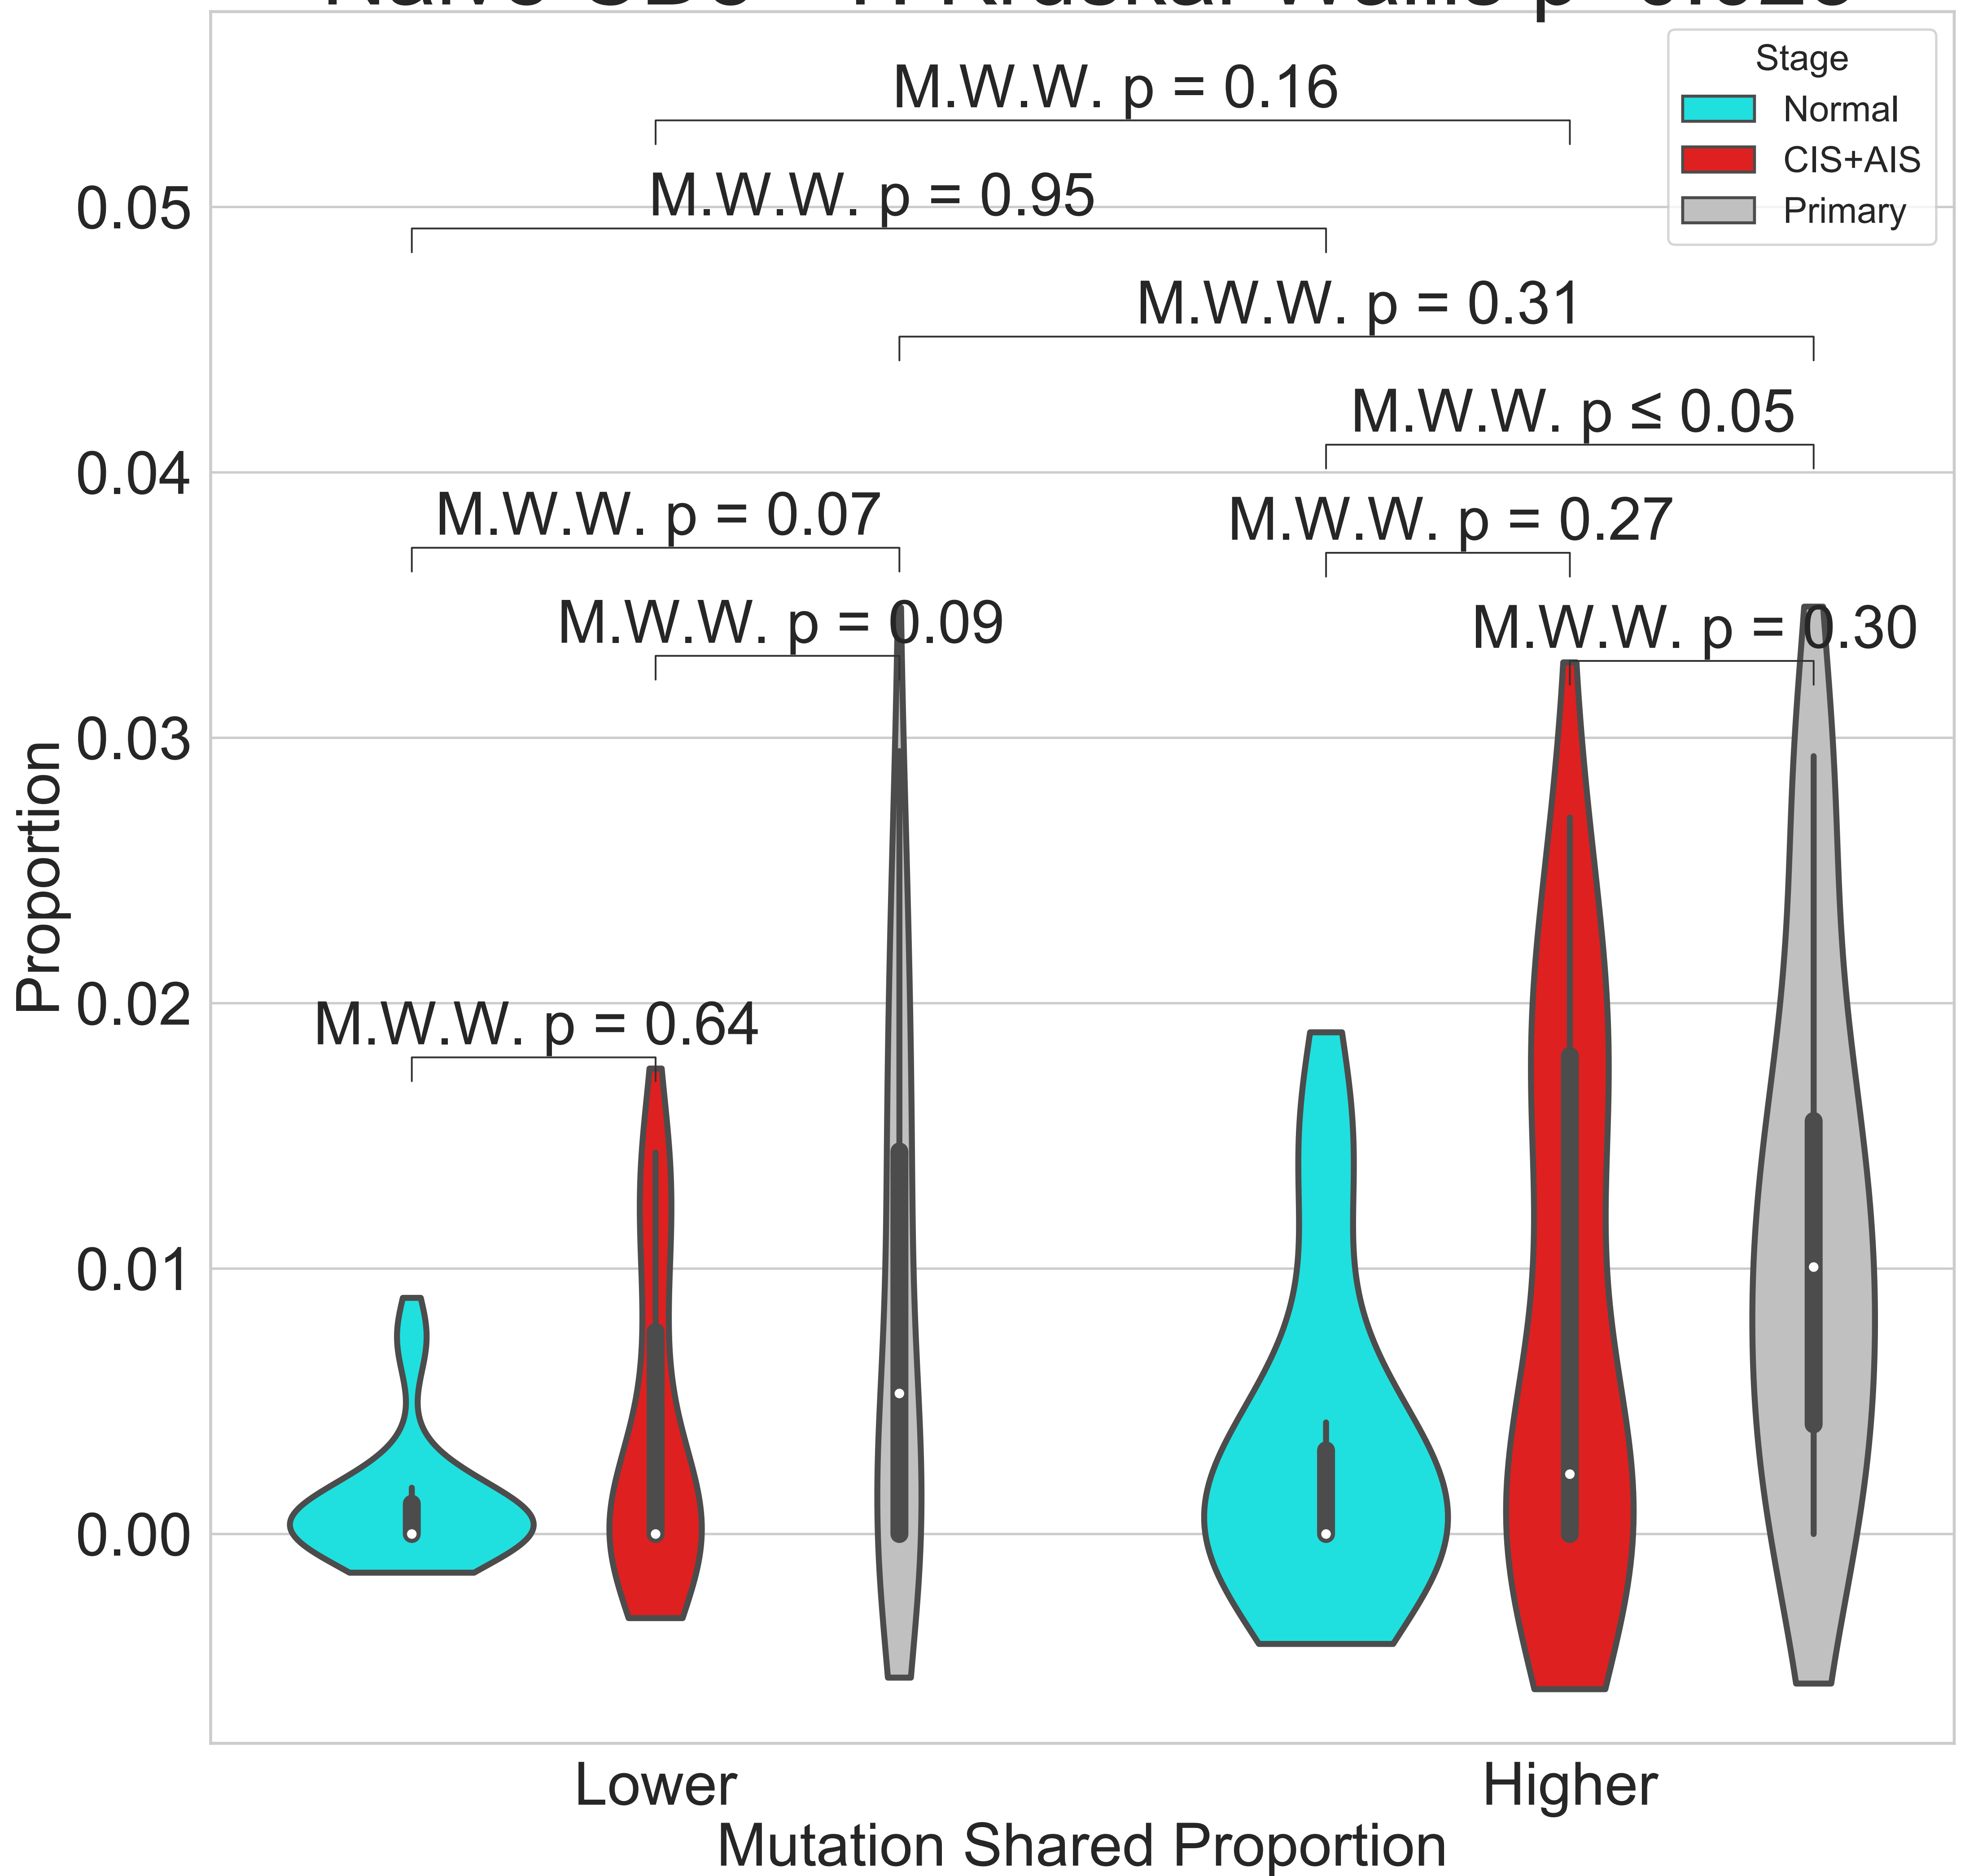 Stage
Normal
CIS+AIS
Primary
M.W.W. p = 0.16
M.W.W. p = 0.95
M.W.W. p = 0.31
M.W.W. p ≤ 0.05
M.W.W. p = 0.07
M.W.W. p = 0.27
M.W.W. p = 0.09
M.W.W. p = 0.30
M.W.W. p = 0.64
0.05
0.04
0.03
0.02
0.01
0.00
Proportion
Lower
Higher
Mutation Shared Proportion